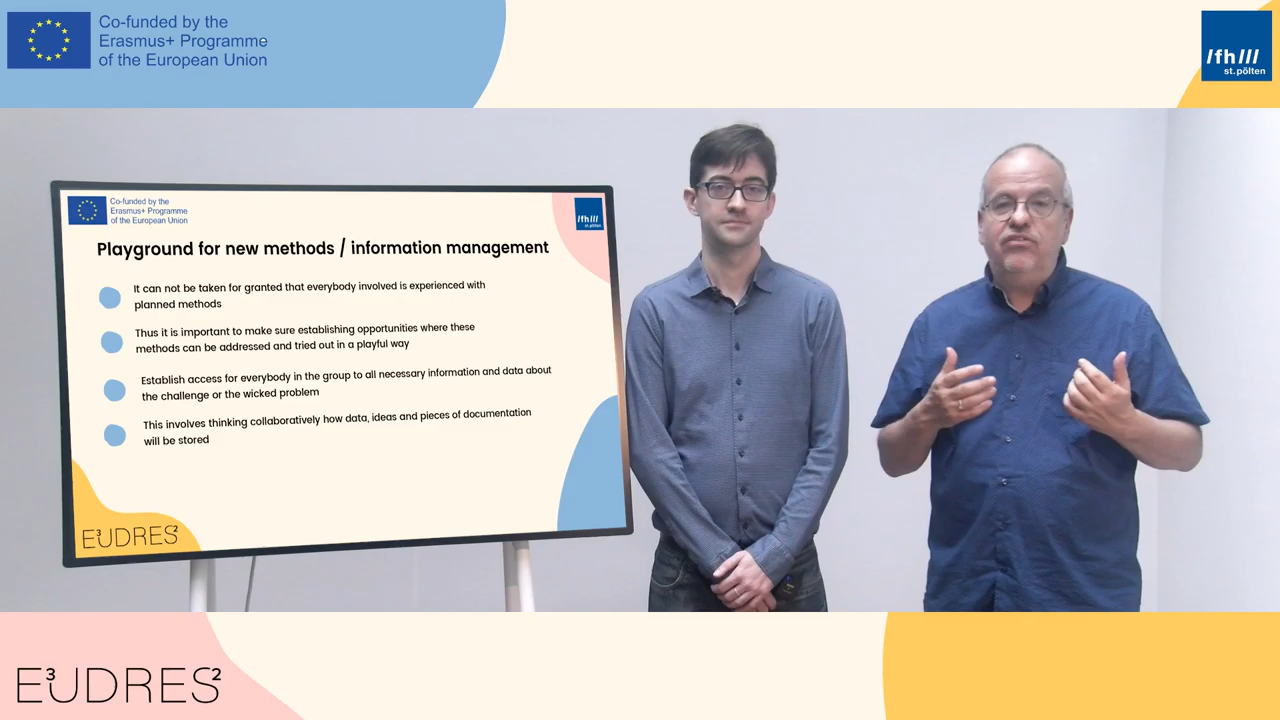 Co-funded by the
Erasmus+ Programme
of the European Union
/fh///
st.pölten
Co-funded by the
Erasmus+ Programme
of the European Union
/fh///
st.pölten
Playground for new methods / information management
It can not be taken for granted that everybody involved is experienced with
planned methods
Thus it is important to make sure establishing opportunities where these
methods can be addressed and tried out in a playful way
Establish access for everybody in the group to all necessary information and data about
the challenge or the wicked problem
This involves thinking collaboratively how data, ideas and pieces of documentation
will be stored
E³UDRES²
E³UDRES²